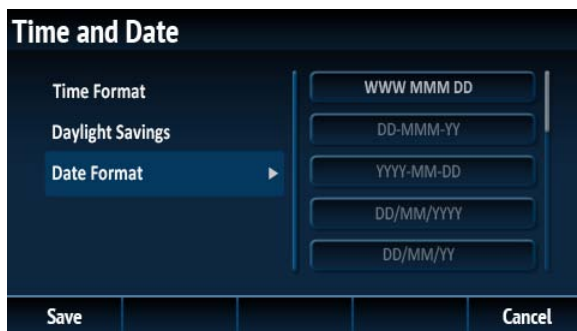 Time and Date
Time Format
Daylight Savings
Date Format
WWW MMM DD
DD-MMM-YY
YYYY-MM-DD
DD/MM/YYYY
DD/MM/YY
Save
Cancel